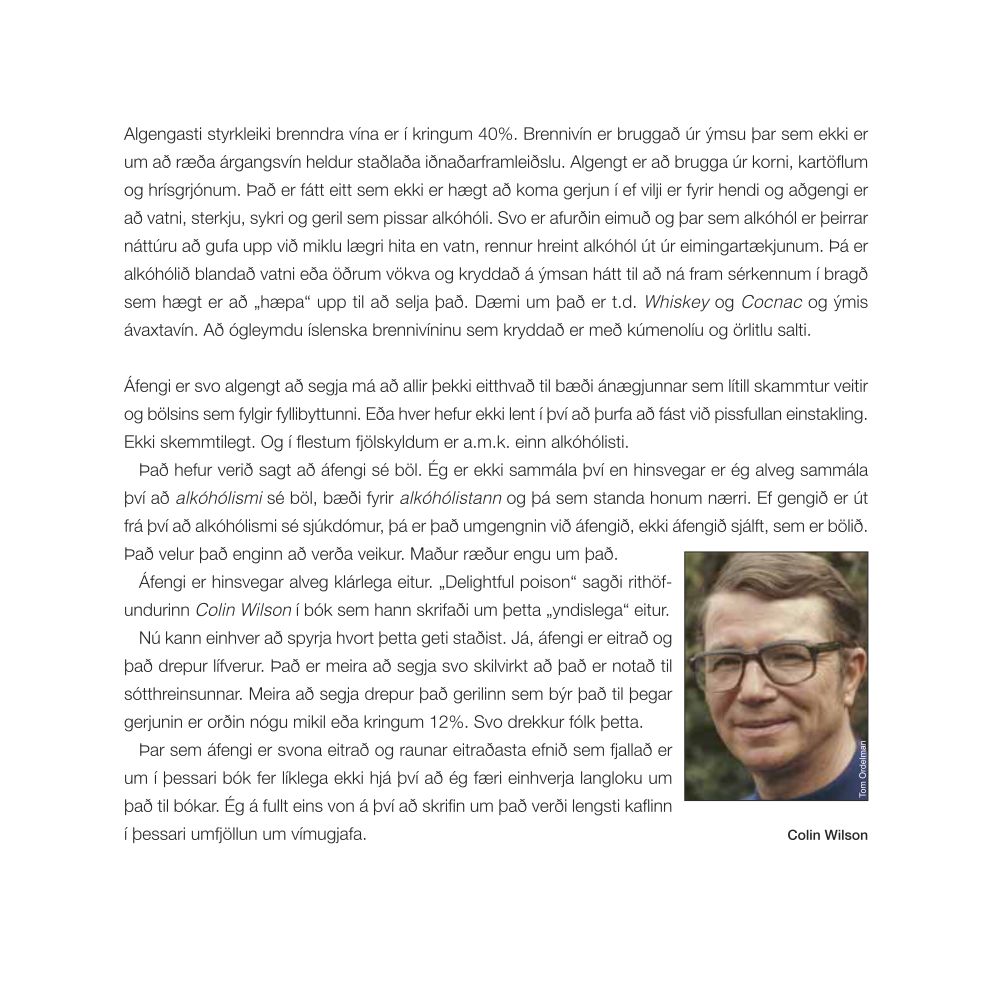 Algengasti styrkleiki brenndra vína er í kringum 40%. Brennivín er bruggað úr ýmsu þar sem ekki er
um að ræða árgangsvín heldur staðlaða iðnaðarframleiðslu. Algengt er að brugga úr korni, kartöflum
og hrísgrjónum. Það er fátt eitt sem ekki er hægt að koma gerjun í ef vilji er fyrir hendi og aðgengi er
að vatni, sterkju, sykri og geril sem pissar alkóhóli. Svo er afurðin eimuð og þar sem alkóhól er þeirrar
náttúru að gufa upp við miklu lægri hita en vatn, rennur hreint alkóhól út úr eimingartækjunum. Þá er
alkóhólið blandað vatni eða öðrum vökva og kryddað á ýmsan hátt til að ná fram sérkennum í bragð
sem hægt er að „hæpa“ upp til að selja það. Dæmi um það er t.d. Whiskey og Cocnac og ýmis
ávaxtavín. Að ógleymdu íslenska brennivíninu sem kryddað er með kúmenolíu og örlitlu salti.
Áfengi er svo algengt að segja má að allir þekki eitthvað til bæði ánægjunnar sem lítill skammtur veitir
og bölsins sem fylgir fyllibyttunni. Eða hver hefur ekki lent í því að þurfa að fást við pissfullan einstakling.
Ekki skemmtilegt. Og í flestum fjölskyldum er a.m.k. einn alkóhólisti.
Það hefur verið sagt að áfengi sé böl. Ég er ekki sammála því en hinsvegar er ég alveg sammála
því að alkóhólismi sé böl, bæði fyrir alkóhólistann og þá sem standa honum nærri. Ef gengið er út
frá því að alkóhólismi sé sjúkdómur, þá er það umgengnin við áfengið, ekki áfengið sjálft, sem er bölið.
Það velur það enginn að verða veikur. Maður ræður engu um það.
Áfengi er hinsvegar alveg klárlega eitur. „Delightful poison“ sagði rithöf-
undurinn Colin Wilson í bók sem hann skrifaði um þetta „yndislega“ eitur.
Nú kann einhver að spyrja hvort þetta geti staðist. Já, áfengi er eitrað og
það drepur lífverur. Það er meira að segja svo skilvirkt að það er notað til
sótthreinsunnar. Meira að segja drepur það gerilinn sem býr það til þegar
gerjunin er orðin nógu mikil eða kringum 12%. Svo drekkur fólk þetta.
Þar sem áfengi er svona eitrað og raunar eitraðasta efnið sem fjallað er
um í þessari bók fer líklega ekki hjá því að ég færi einhverja langloku um
það til bókar. Ég á fullt eins von á því að skrifin um það verði lengsti kaflinn
í þessari umfjöllun um vímugjafa.
Tom Ordelman
Colin Wilson